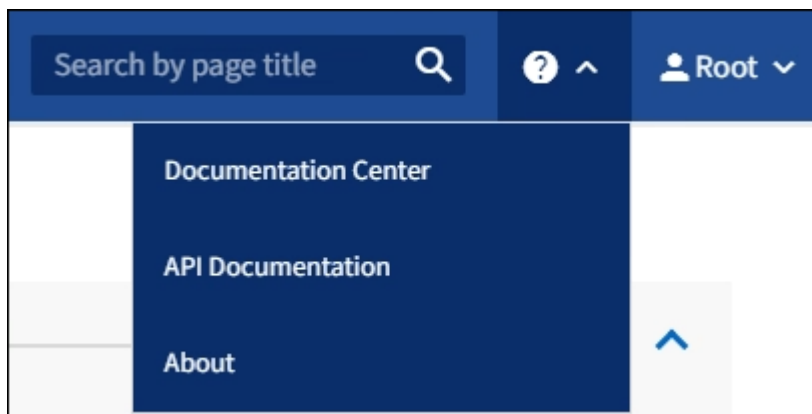 Search by page title
Root
Documentation Center
API Documentation
About